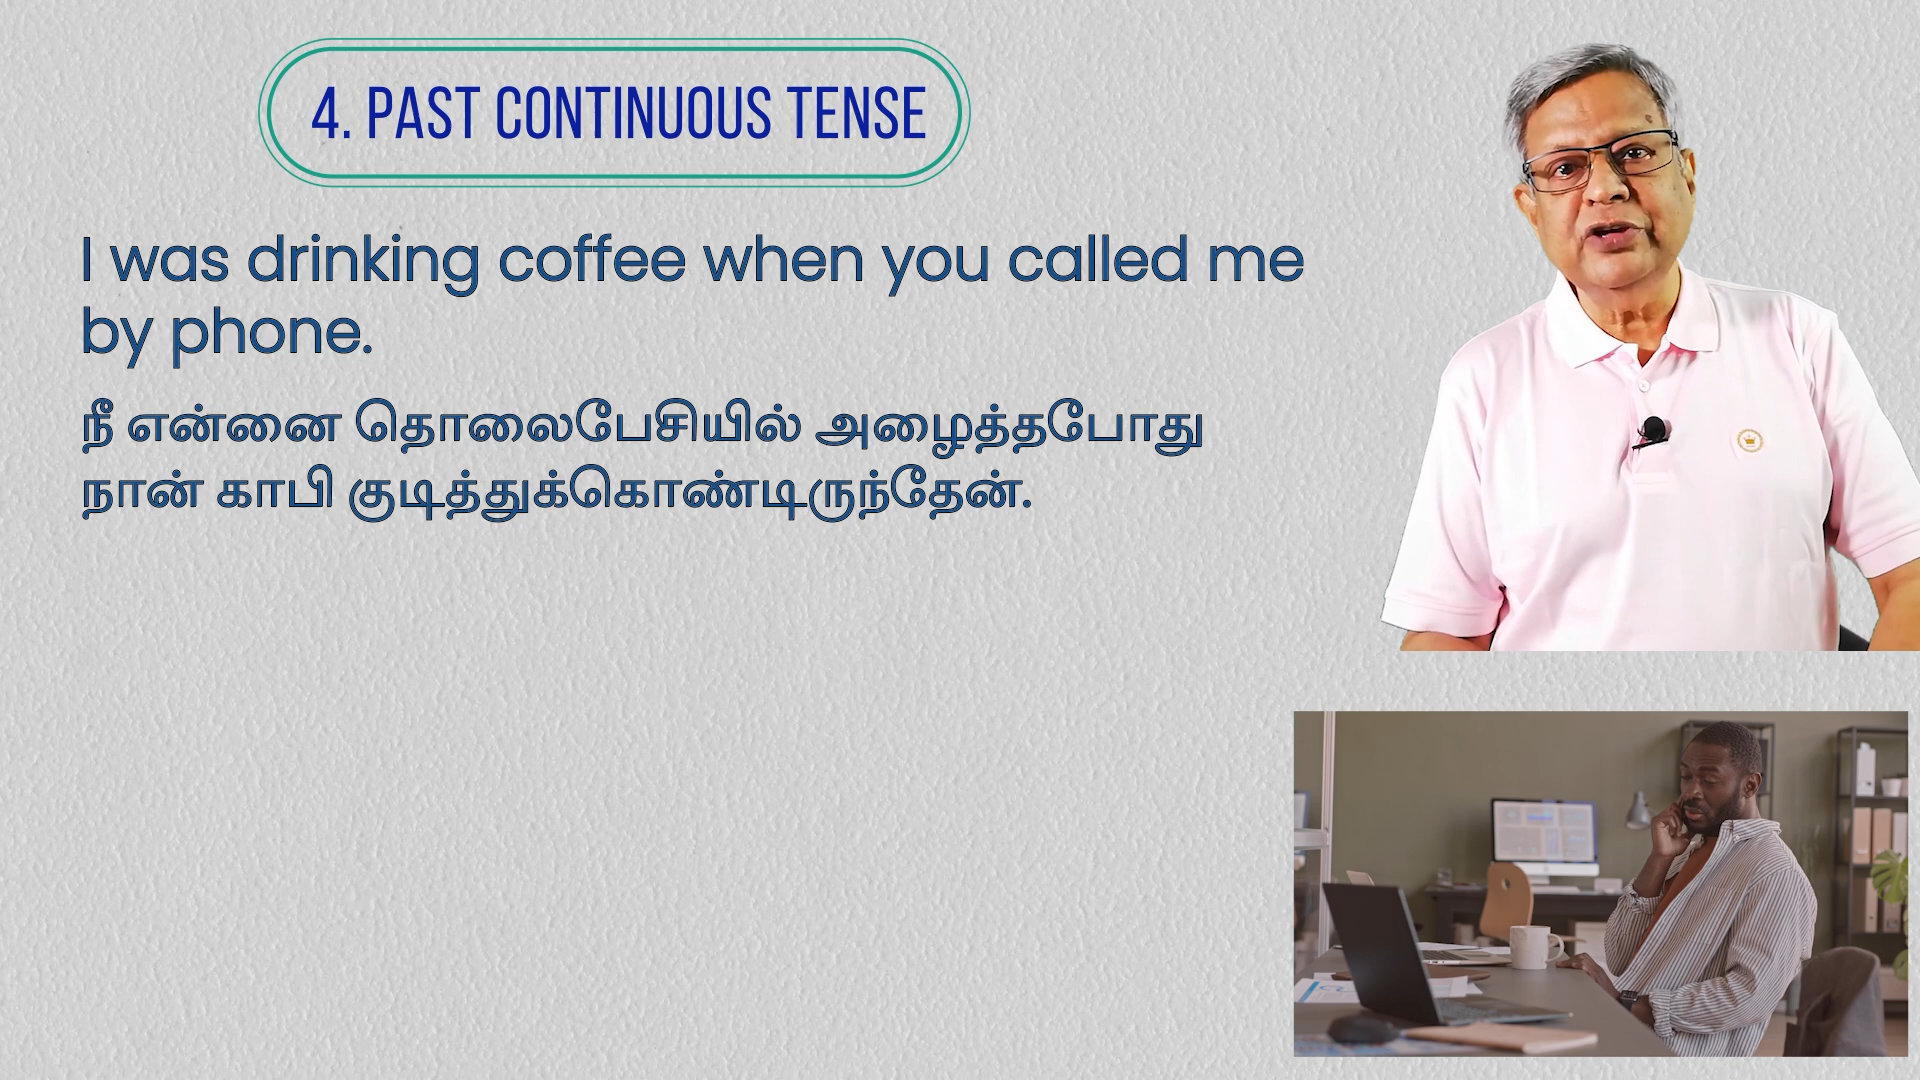 4. PAST CONTINUOUS TENSE
I was drinking coffee when you called me
by phone.
நீ என்னை தொலைபேசியில் அழைத்தபோது
நான் காபி குடித்துக்கொண்டிருந்தேன்.